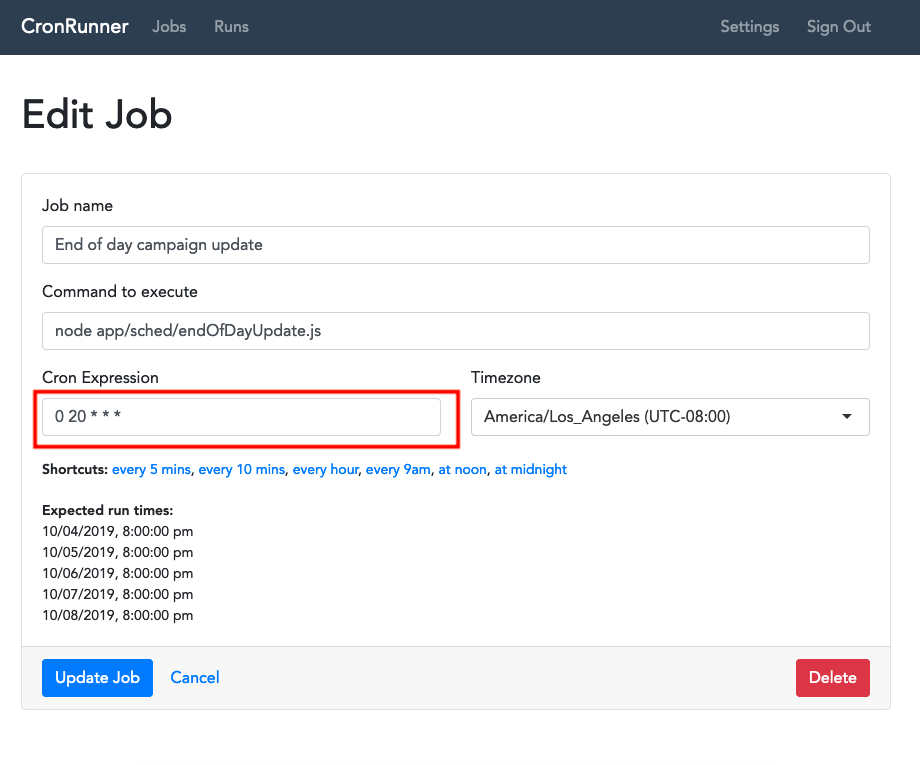 CronRunner Jobs Runs Settings Sign Out
Edit Job
Job name
End of day campaign update
Command to execute
node app/sched/endOfDayUpdate.js
Cron Expression Timezone
0 20 * * * America/Los_Angeles (UTC-08:00)
Shortcuts: every 5 mins, every 10 mins, every hour, every 9am, at noon, at midnight
Expected run times:
10/04/2019, 8:00:00 pm
10/05/2019, 8:00:00 pm
10/06/2019, 8:00:00 pm
10/07/2019, 8:00:00 pm
10/08/2019, 8:00:00 pm
Update Job Cancel Delete